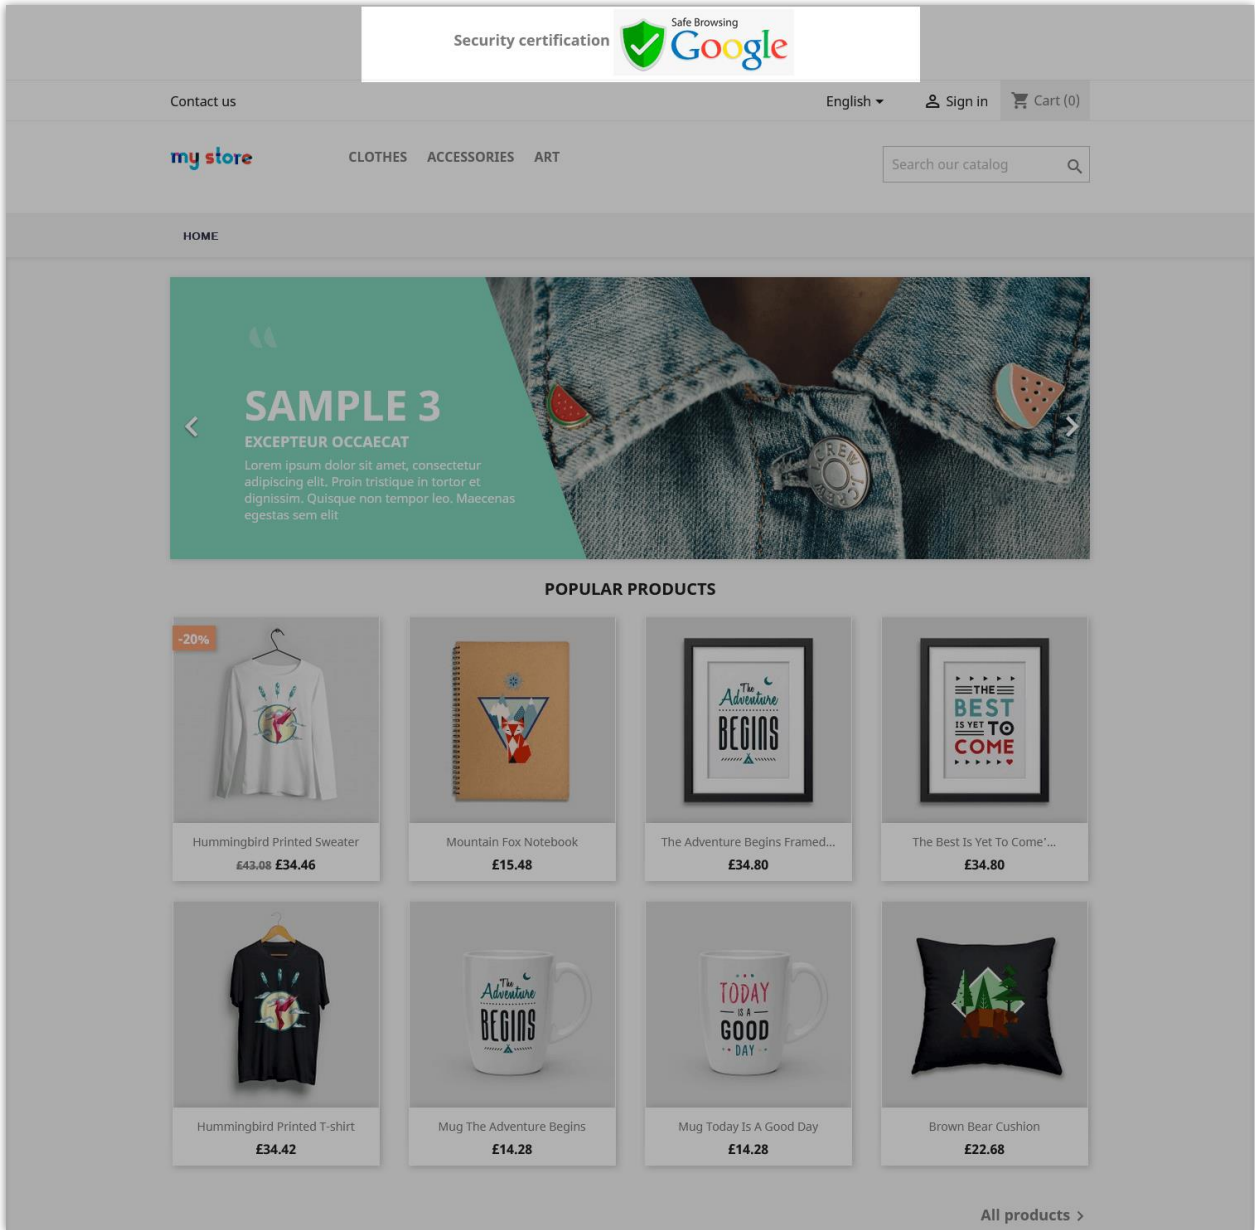 Security certification
Safe Browsing
Google
Contact us
English
Sign in
Cart (0)
my store
CLOTHES ACCESSORIES ART
Search our catalog
HOME
SAMPLE 3
EXCEPTEUR OCCAECAT
Lorem ipsum dolor sit amet, consectetur
adipiscing elit. Proin tristique in tortor et
dignissim. Quisque non tempor leo. Maecenas
egestas sem elit
J.CREW
J.CREW
POPULAR PRODUCTS
-20%
The
Adventure
BEGINS
THE
BEST
IS YET TO
COME
Hummingbird Printed Sweater
£43.08 £34.46
Mountain Fox Notebook
£15.48
The Adventure Begins Framed...
£34.80
The Best Is Yet To Come'...
£34.80
The
Adventure
BEGINS
TODAY
IS A
GOOD
DAY
Hummingbird Printed T-shirt
£34.42
Mug The Adventure Begins
£14.28
Mug Today Is A Good Day
£14.28
Brown Bear Cushion
£22.68
All products